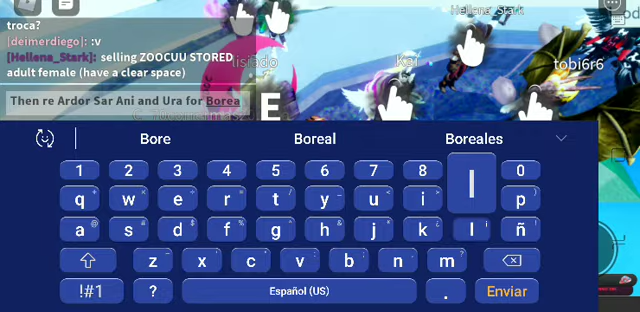 troca?
[deimerdiego]: :v
[Hellena_Stark]: selling ZOOCUU STORED
adult female (have a clear space)
Hellena_Stark
lisiado
Kai
tobi6r6
Then re Ardor Sar Ani and Ura for Borea
E
Bore Boreal Boreales
1 2 3 4 5 6 7 8 0
q w e r t y u i p
a s d f g h j k l ñ
l
z x c v b n m
!#1 ? Español (US) . Enviar